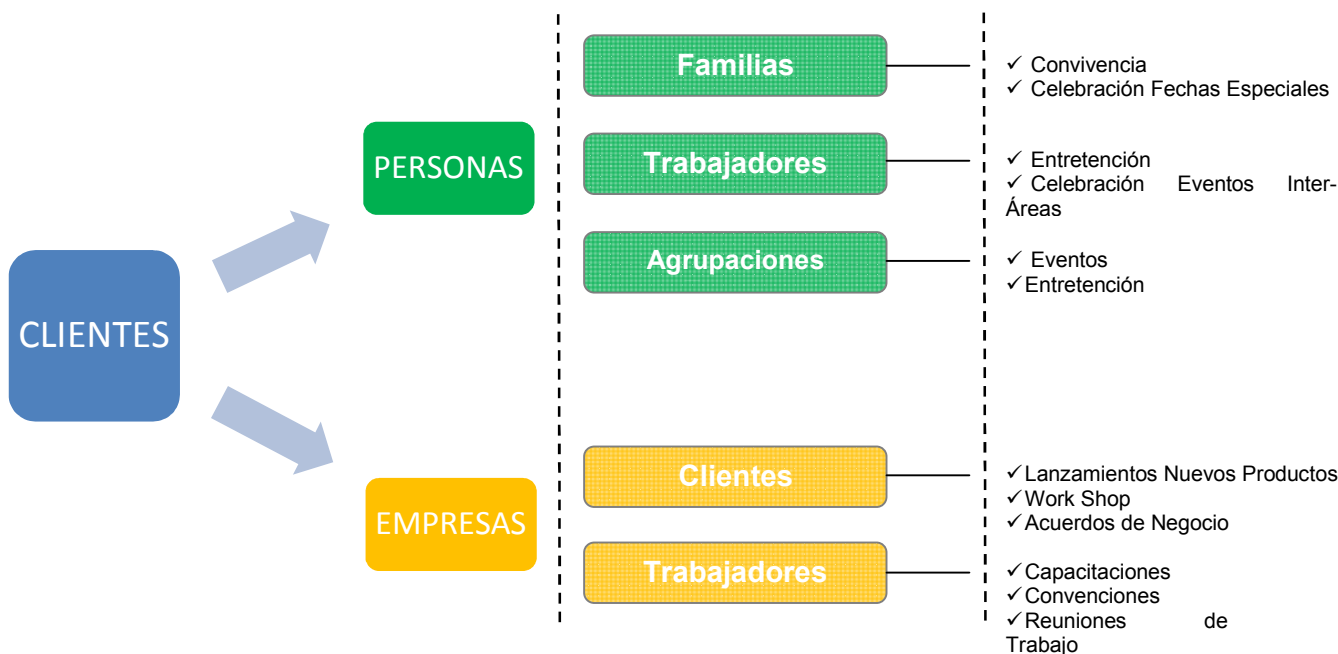 CLIENTES
PERSONAS
Familias
✓ Convivencia
✓ Celebración Fechas Especiales
Trabajadores
✓ Entretención
✓ Celebración Eventos Inter-
Áreas
Agrupaciones
✓ Eventos
✓ Entretención
EMPRESAS
Clientes
✓ Lanzamientos Nuevos Productos
✓ Work Shop
✓ Acuerdos de Negocio
Trabajadores
✓ Capacitaciones
✓ Convenciones
✓ Reuniones de
Trabajo